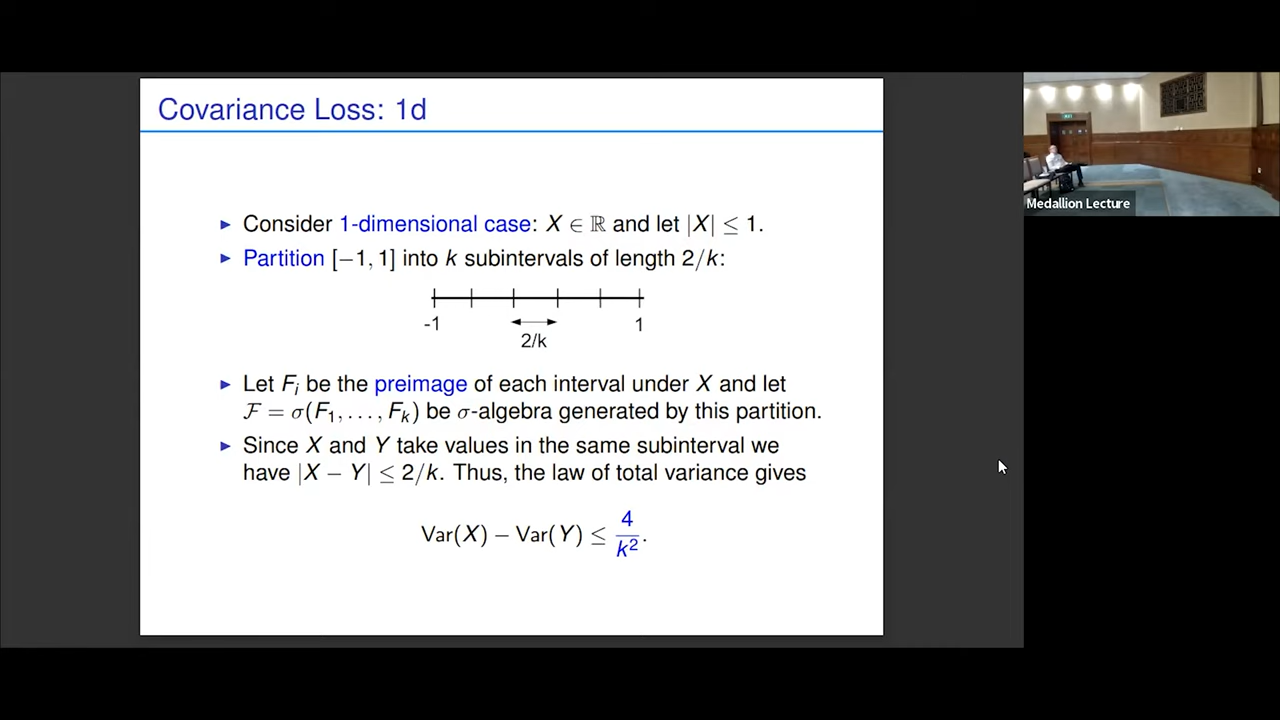 Covariance Loss: 1d
▶ Consider 1-dimensional case: X ∈ ℝ and let |X| ≤ 1.
▶ Partition [−1, 1] into k subintervals of length 2/k:
-1 1
2/k
▶ Let Fᵢ be the preimage of each interval under X and let
ℱ = σ(F₁, . . . , Fₖ) be σ-algebra generated by this partition.
▶ Since X and Y take values in the same subinterval we
have |X − Y| ≤ 2/k. Thus, the law of total variance gives
Var(X) − Var(Y) ≤ 4/k².
Medallion Lecture